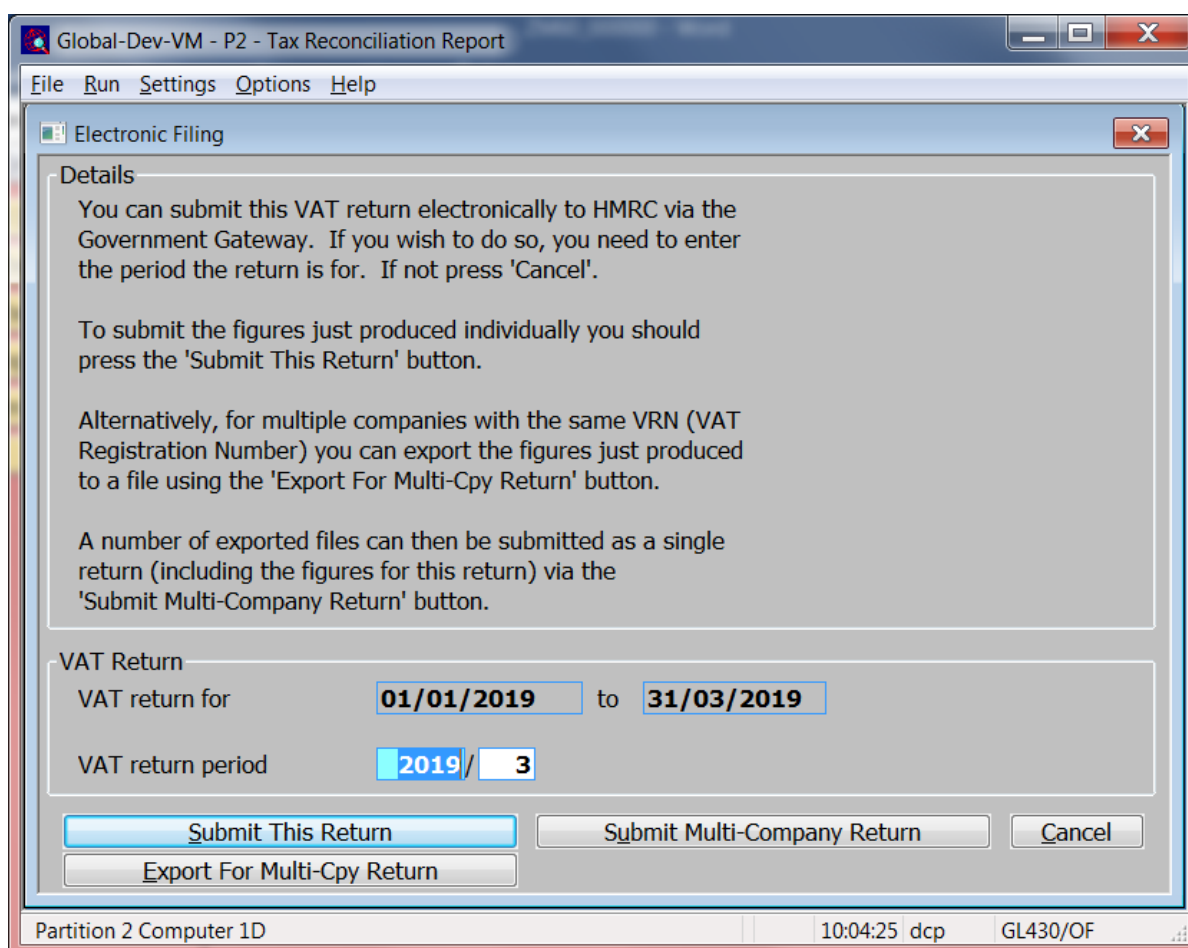 Global-Dev-VM - P2 - Tax Reconciliation Report
File Run Settings Options Help
Electronic Filing
Details
You can submit this VAT return electronically to HMRC via the
Government Gateway. If you wish to do so, you need to enter
the period the return is for. If not press 'Cancel'.
To submit the figures just produced individually you should
press the 'Submit This Return' button.
Alternatively, for multiple companies with the same VRN (VAT
Registration Number) you can export the figures just produced
to a file using the 'Export For Multi-Cpy Return' button.
A number of exported files can then be submitted as a single
return (including the figures for this return) via the
'Submit Multi-Company Return' button.
VAT Return
VAT return for 01/01/2019 to 31/03/2019
VAT return period 2019/ 3
Submit This Return Submit Multi-Company Return Cancel
Export For Multi-Cpy Return
Partition 2 Computer 1D 10:04:25 dcp GL430/OF